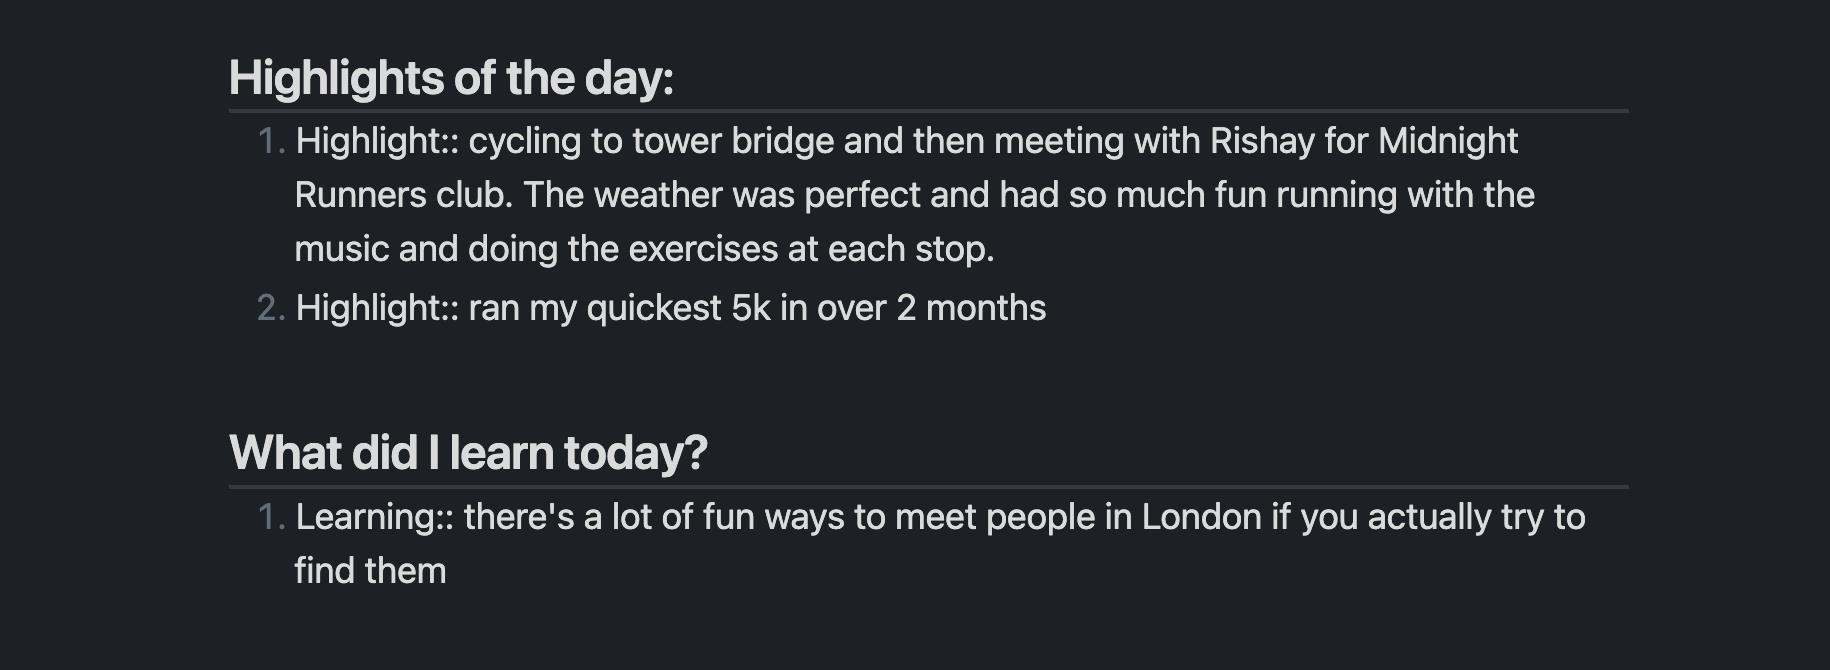 Highlights of the day:
1. Highlight:: cycling to tower bridge and then meeting with Rishay for Midnight
Runners club. The weather was perfect and had so much fun running with the
music and doing the exercises at each stop.
2. Highlight:: ran my quickest 5k in over 2 months
What did I learn today?
1. Learning:: there's a lot of fun ways to meet people in London if you actually try to
find them